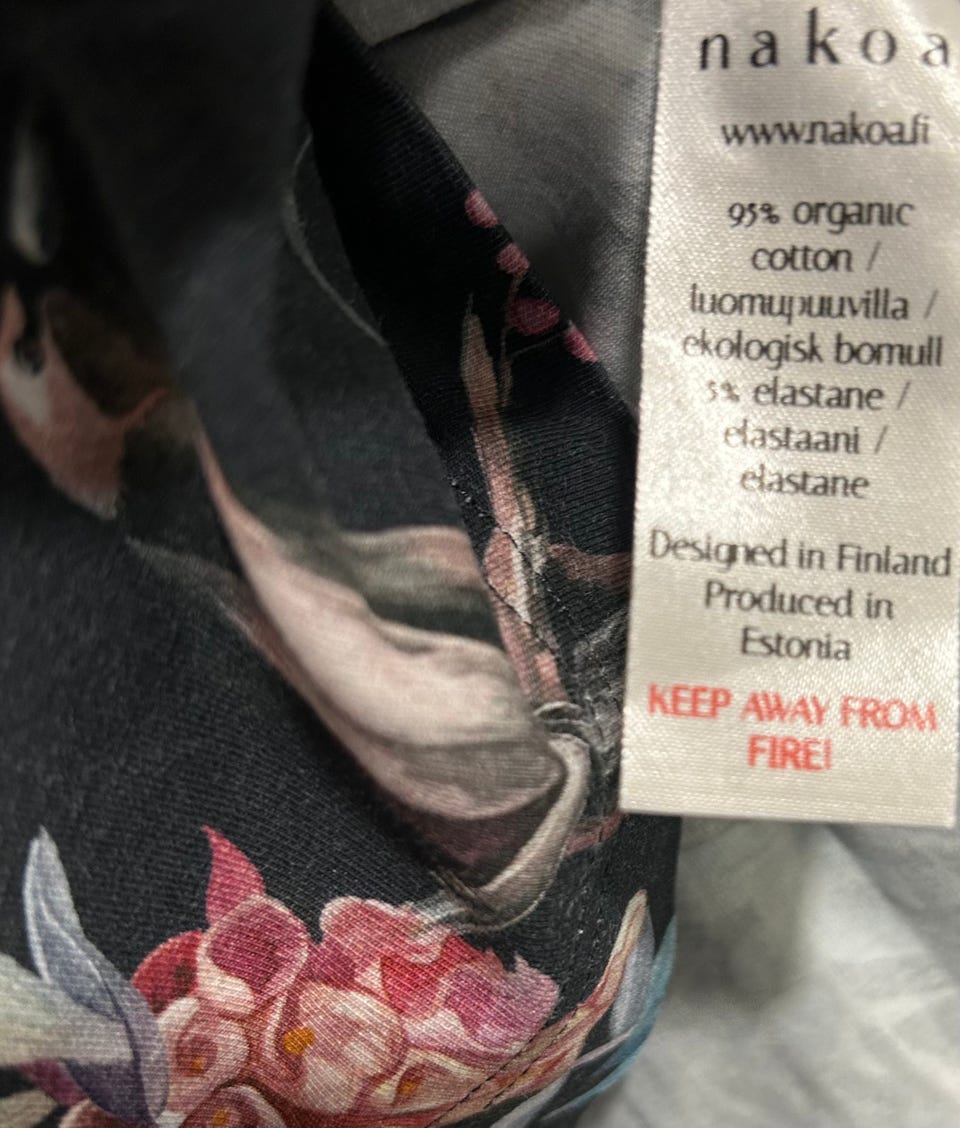 nakoa
www.nakoa.fi
95% organic
cotton /
luomupuuvilla /
ekologisk bomull
5% elastane /
elastaani /
elastane
Designed in Finland
Produced in
Estonia
KEEP AWAY FROM
FIRE!